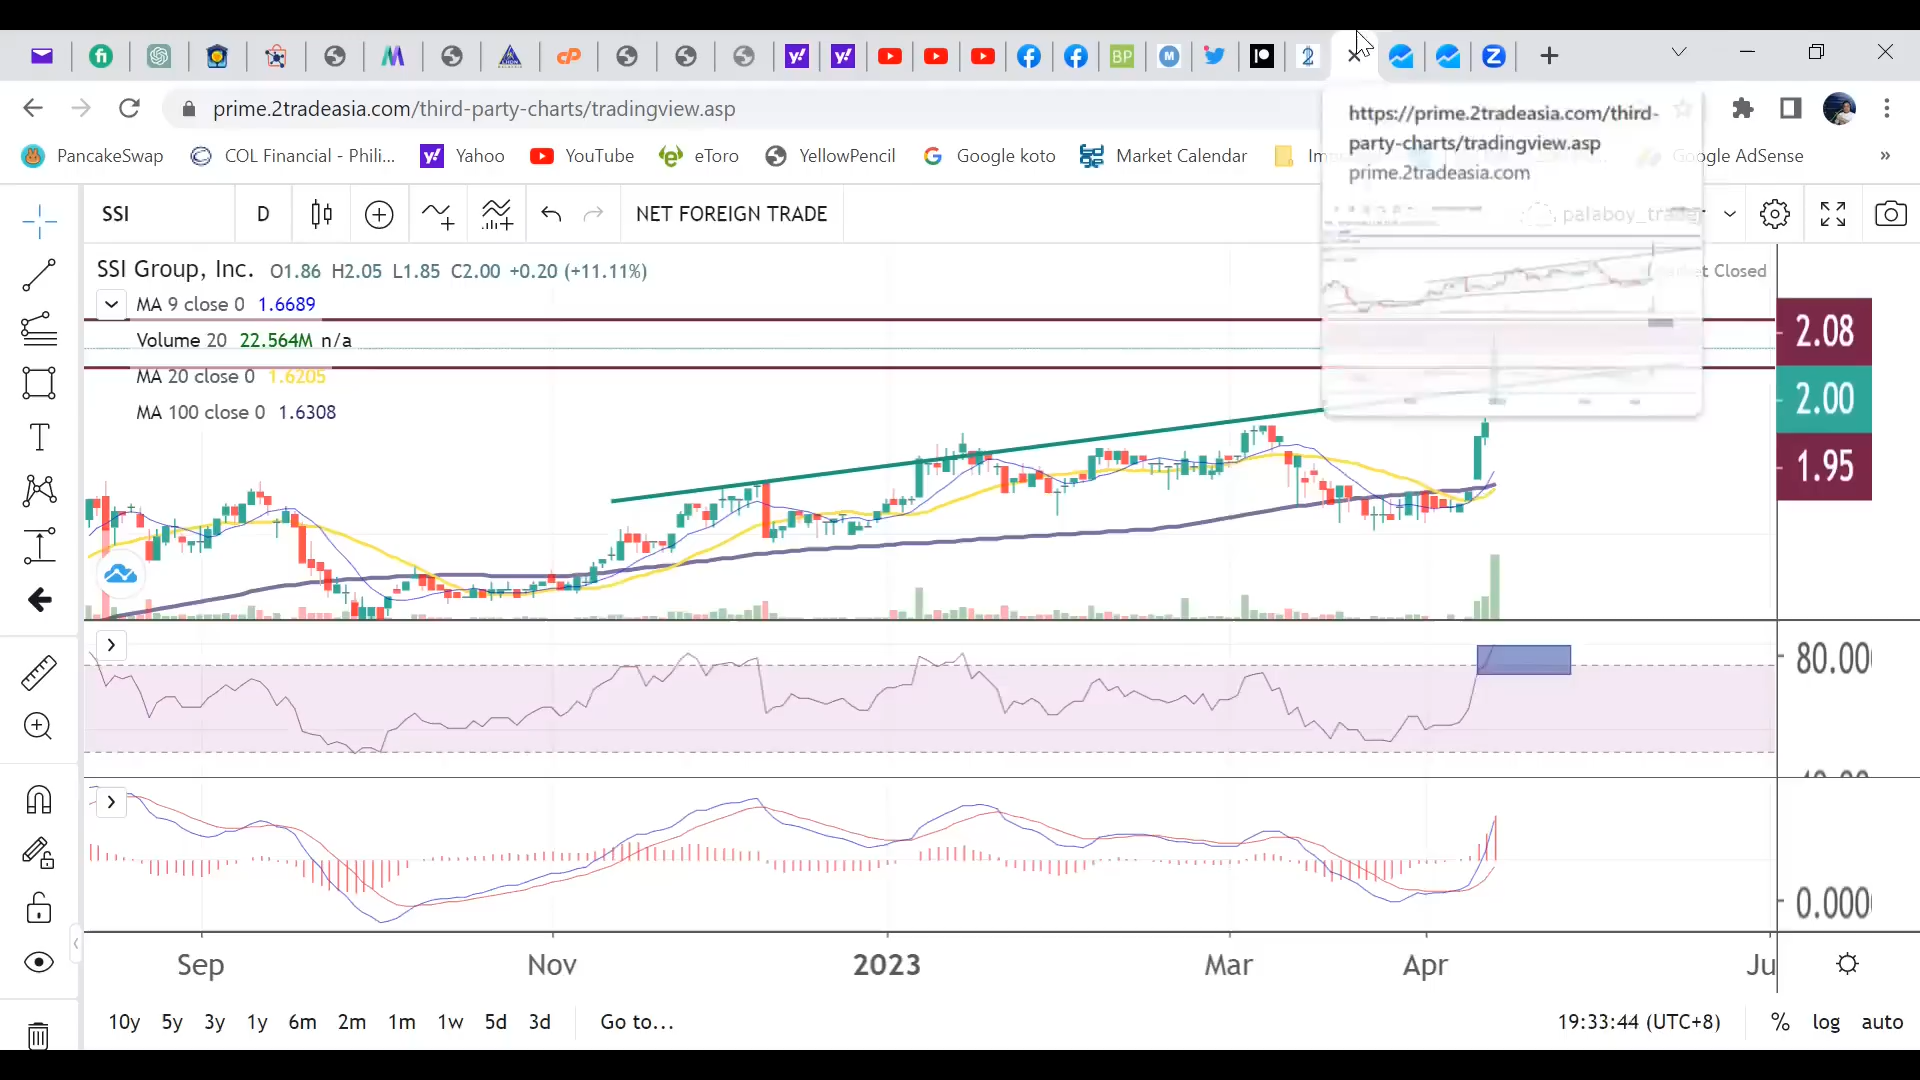 prime.2tradeasia.com/third-party-charts/tradingview.asp
https://prime.2tradeasia.com/third-
party-charts/tradingview.asp
prime.2tradeasia.com
PancakeSwap
COL Financial - Phili...
Yahoo
YouTube
eToro
YellowPencil
Google koto
Market Calendar
Google AdSense
SSI
D
NET FOREIGN TRADE
palaboy_trader
SSI Group, Inc. O1.86 H2.05 L1.85 C2.00 +0.20 (+11.11%)
Closed
MA 9 close 0 1.6689
Volume 20 22.564M n/a
MA 20 close 0 1.6205
MA 100 close 0 1.6308
2.08
2.00
1.95
80.00
0.000
Sep
Nov
2023
Mar
Apr
Ju
10y 5y 3y 1y 6m 2m 1m 1w 5d 3d Go to...
19:33:44 (UTC+8) % log auto